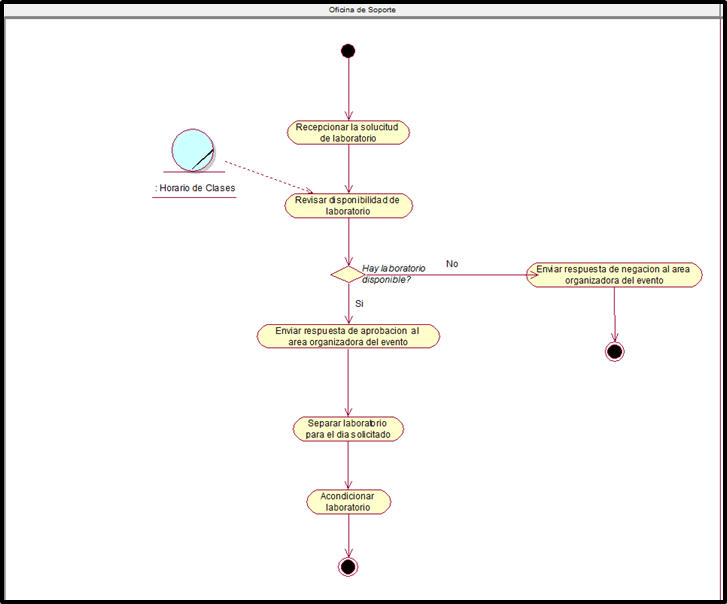 Oficina de Soporte
Recepcionar la solucitud
de laboratorio
: Horario de Clases
Revisar disponibilidad de
laboratorio
Hay laboratorio
disponible?
No
Enviar respuesta de negacion al area
organizadora del evento
Si
Enviar respuesta de aprobacion al
area organizadora del evento
Separar laboratorio
para el dia solicitado
Acondicionar
laboratorio